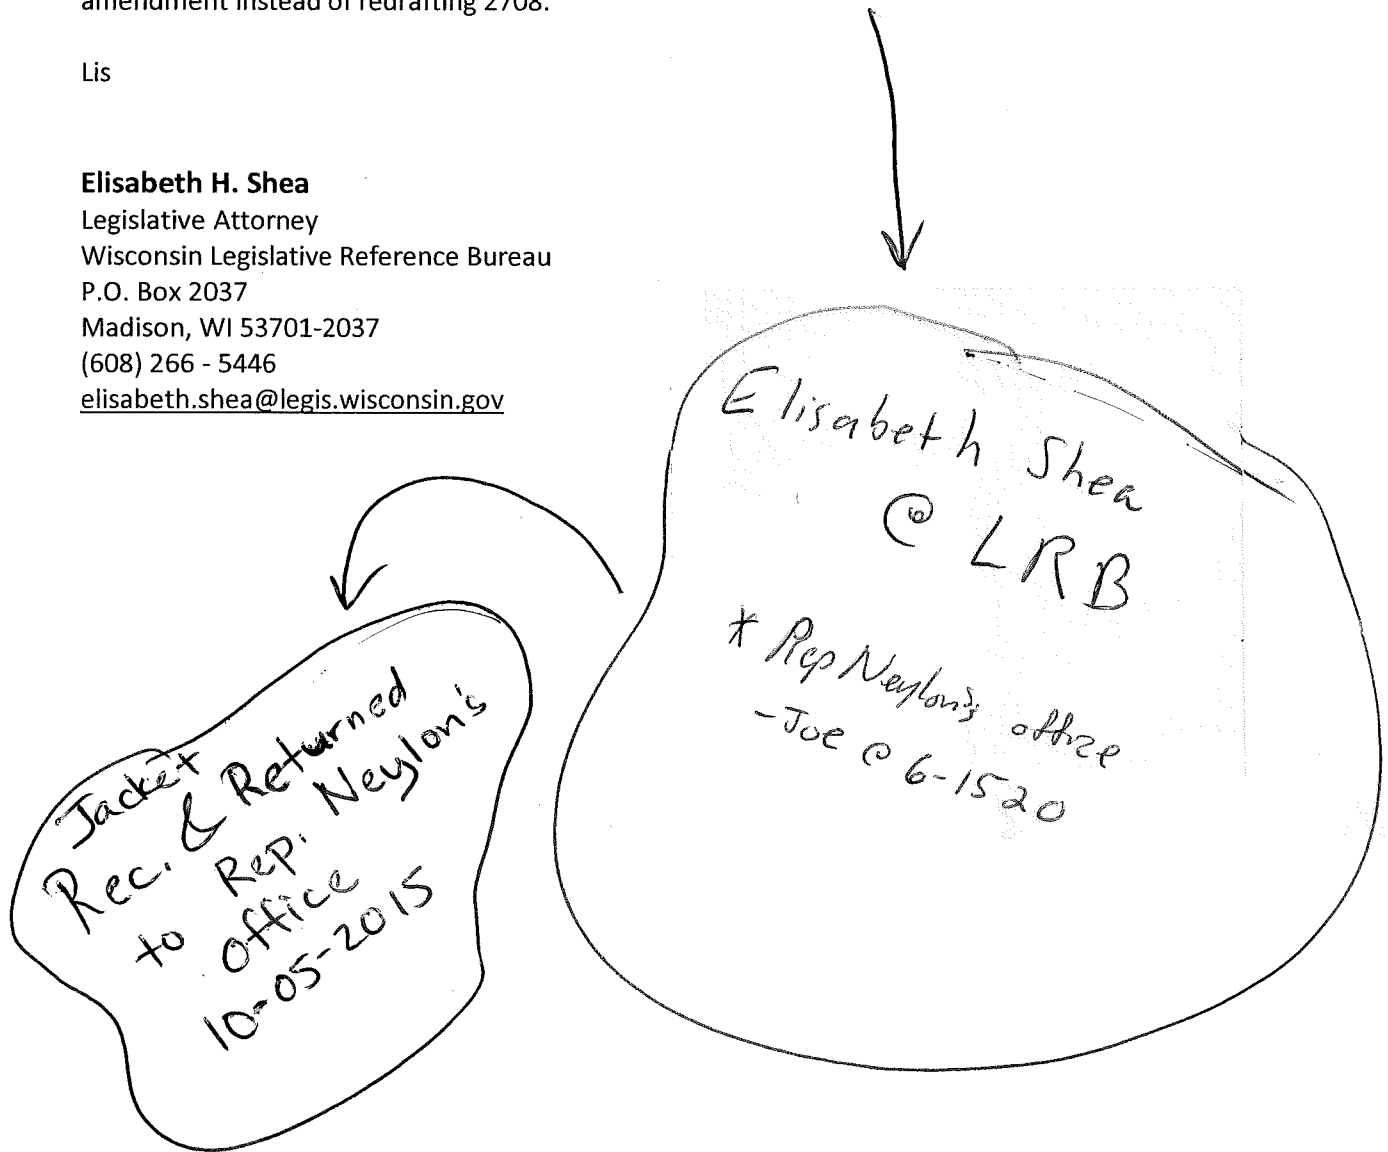 amendment instead of redrafting 2708.
Lis
Elisabeth H. Shea
Legislative Attorney
Wisconsin Legislative Reference Bureau
P.O. Box 2037
Madison, WI 53701-2037
(608) 266 - 5446
elisabeth.shea@legis.wisconsin.gov
Elisabeth Shea
@ LRB
* Rep Neylon's office
-Joe @ 6-1520
Jacket
Rec. & Returned
to Rep. Neylon's
office
10-05-2015